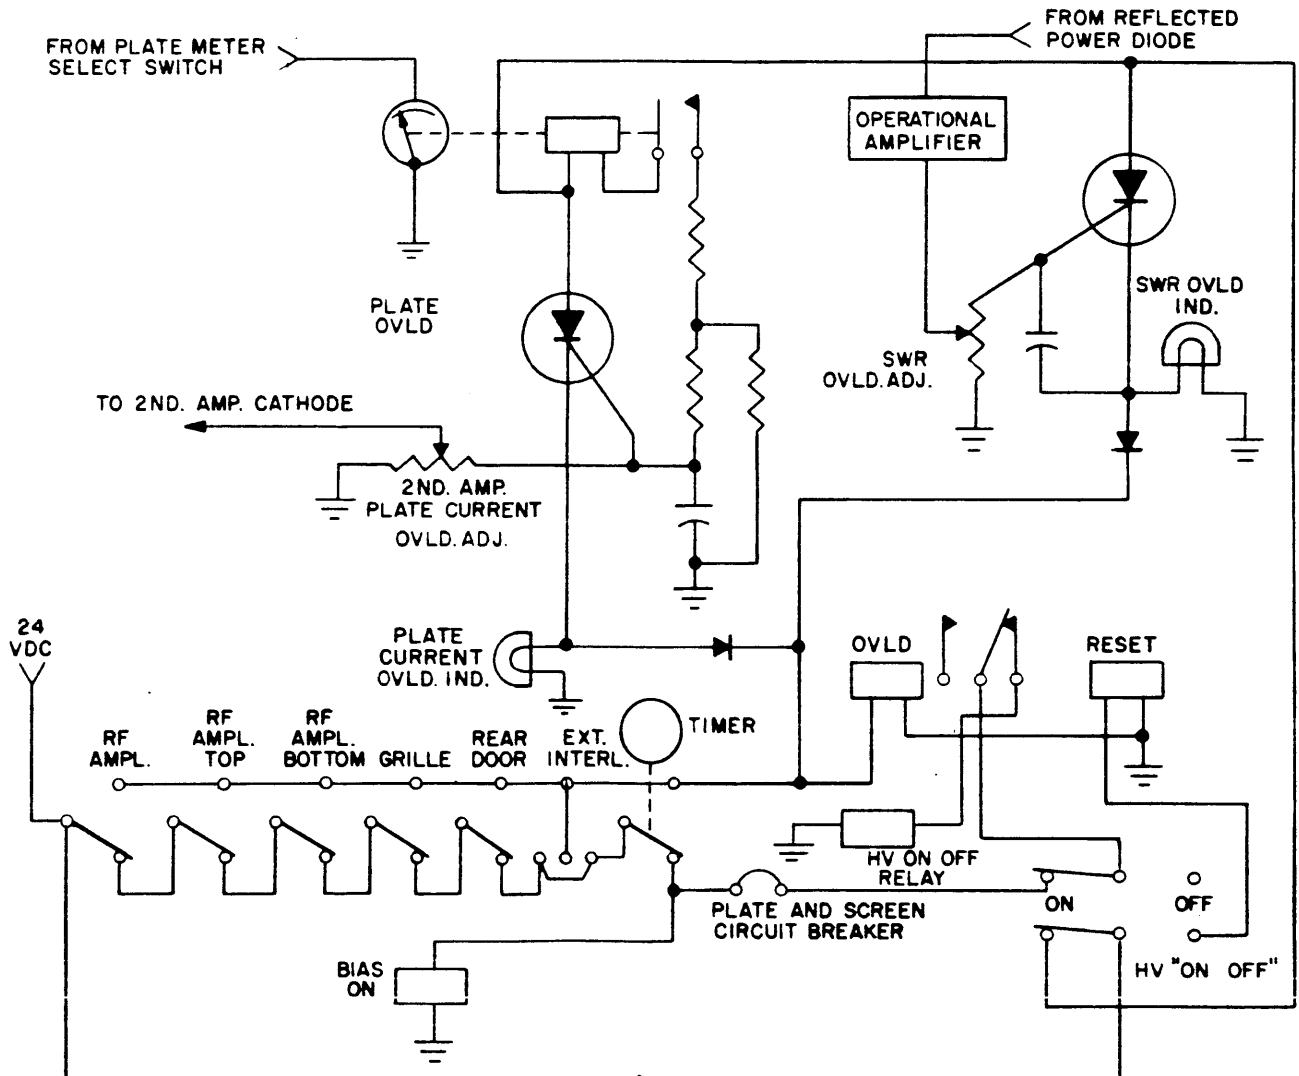 FROM PLATE METER
SELECT SWITCH
FROM REFLECTED
POWER DIODE
OPERATIONAL
AMPLIFIER
PLATE
OVLD
SWR OVLD
IND.
SWR
OVLD. ADJ.
TO 2ND. AMP. CATHODE
2ND. AMP.
PLATE CURRENT
OVLD. ADJ.
24
VDC
PLATE
CURRENT
OVLD. IND.
OVLD
RESET
TIMER
RF
AMPL.
RF
AMPL.
TOP
RF
AMPL.
BOTTOM
GRILLE
REAR
DOOR
EXT.
INTERL.
HV ON OFF
RELAY
PLATE AND SCREEN
CIRCUIT BREAKER
ON
OFF
HV "ON OFF"
BIAS
ON